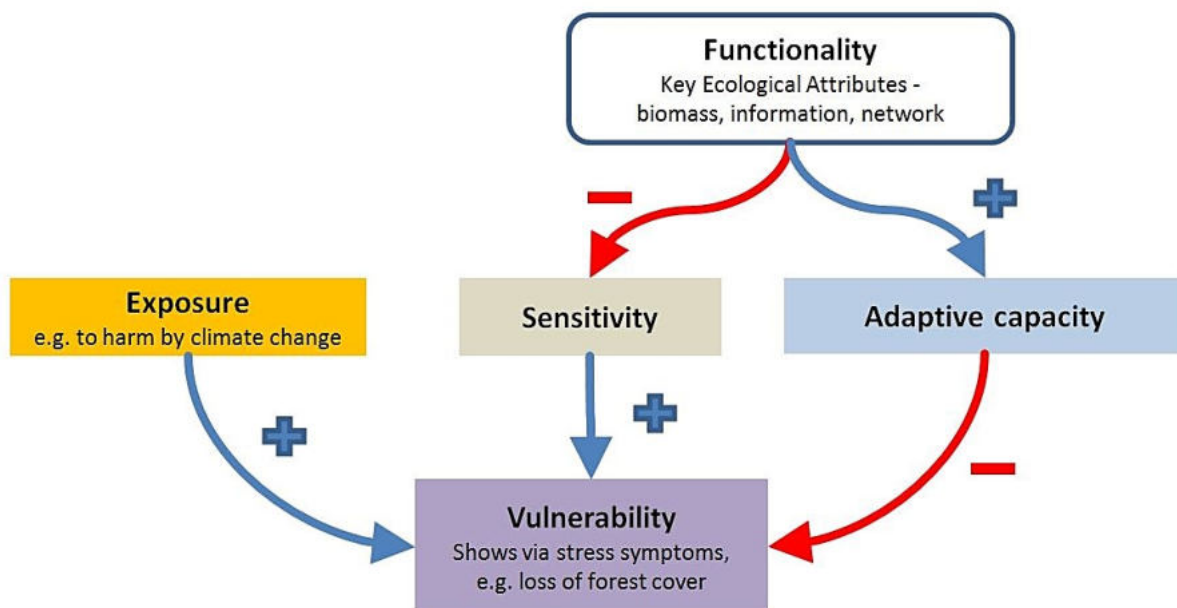 Functionality
Key Ecological Attributes -
biomass, information, network
Exposure
e.g. to harm by climate change
Sensitivity
Adaptive capacity
Vulnerability
Shows via stress symptoms,
e.g. loss of forest cover